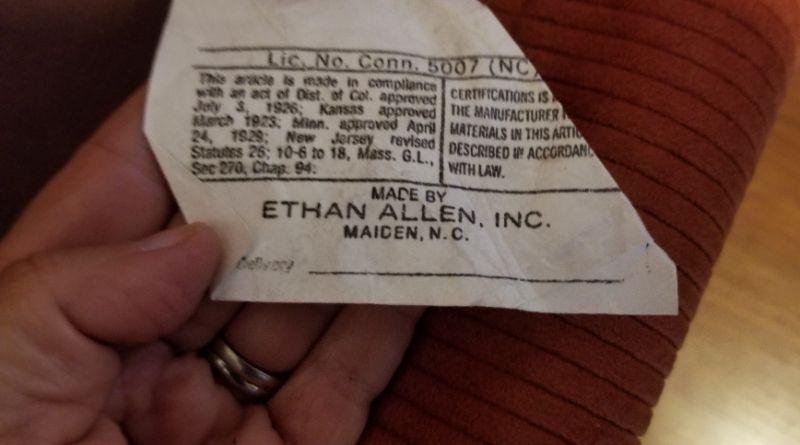 Lic. No. Conn. 5007 (NC)
This article is made in compliance
with an act of Dist. of Col. approved
July 3, 1926; Kansas approved
March 1923; Minn. approved April
24, 1929; New Jersey revised
Statutes 26; 10-6 to 18, Mass. G.L.,
Sec 270, Chap. 94:
CERTIFICATIONS IS
THE MANUFACTURER
MATERIALS IN THIS ARTIC
DESCRIBED IN ACCORDANC
WITH LAW.
MADE BY
ETHAN ALLEN, INC.
MAIDEN, N. C.